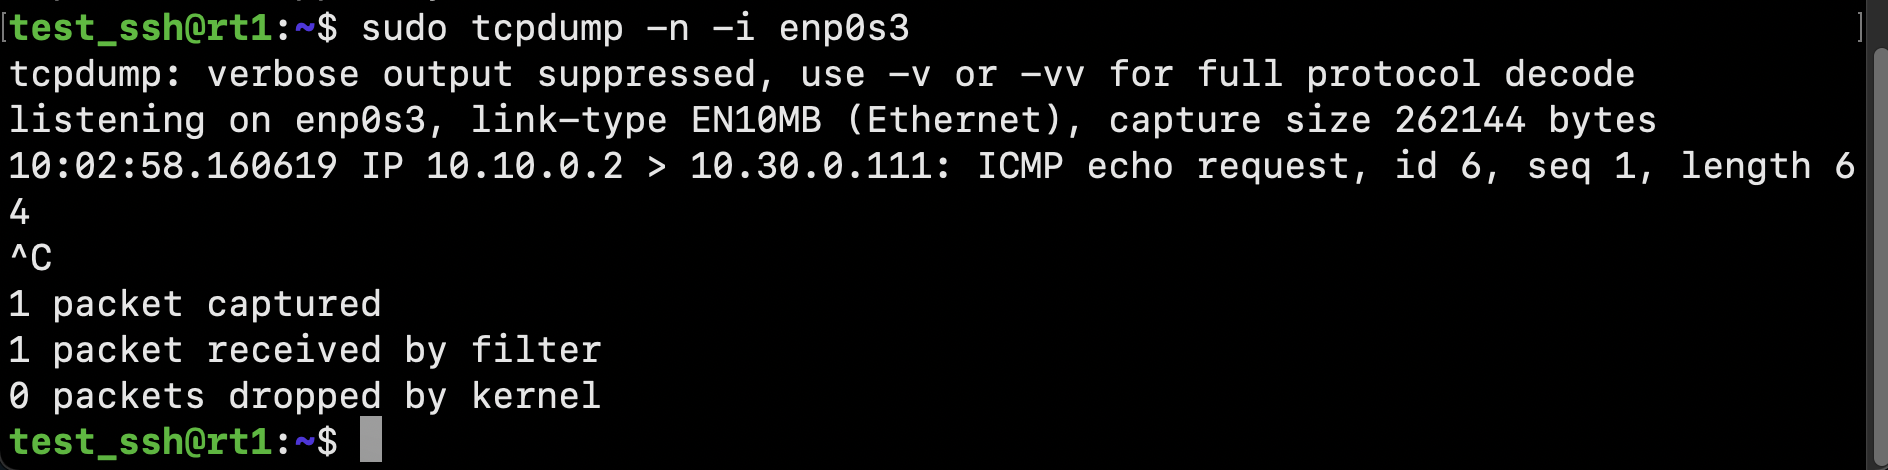 [test_ssh@rt1:~$ sudo tcpdump -n -i enp0s3 ]
tcpdump: verbose output suppressed, use -v or -vv for full protocol decode
listening on enp0s3, link-type EN10MB (Ethernet), capture size 262144 bytes
10:02:58.160619 IP 10.10.0.2 > 10.30.0.111: ICMP echo request, id 6, seq 1, length 6
4
^C
1 packet captured
1 packet received by filter
0 packets dropped by kernel
test_ssh@rt1:~$